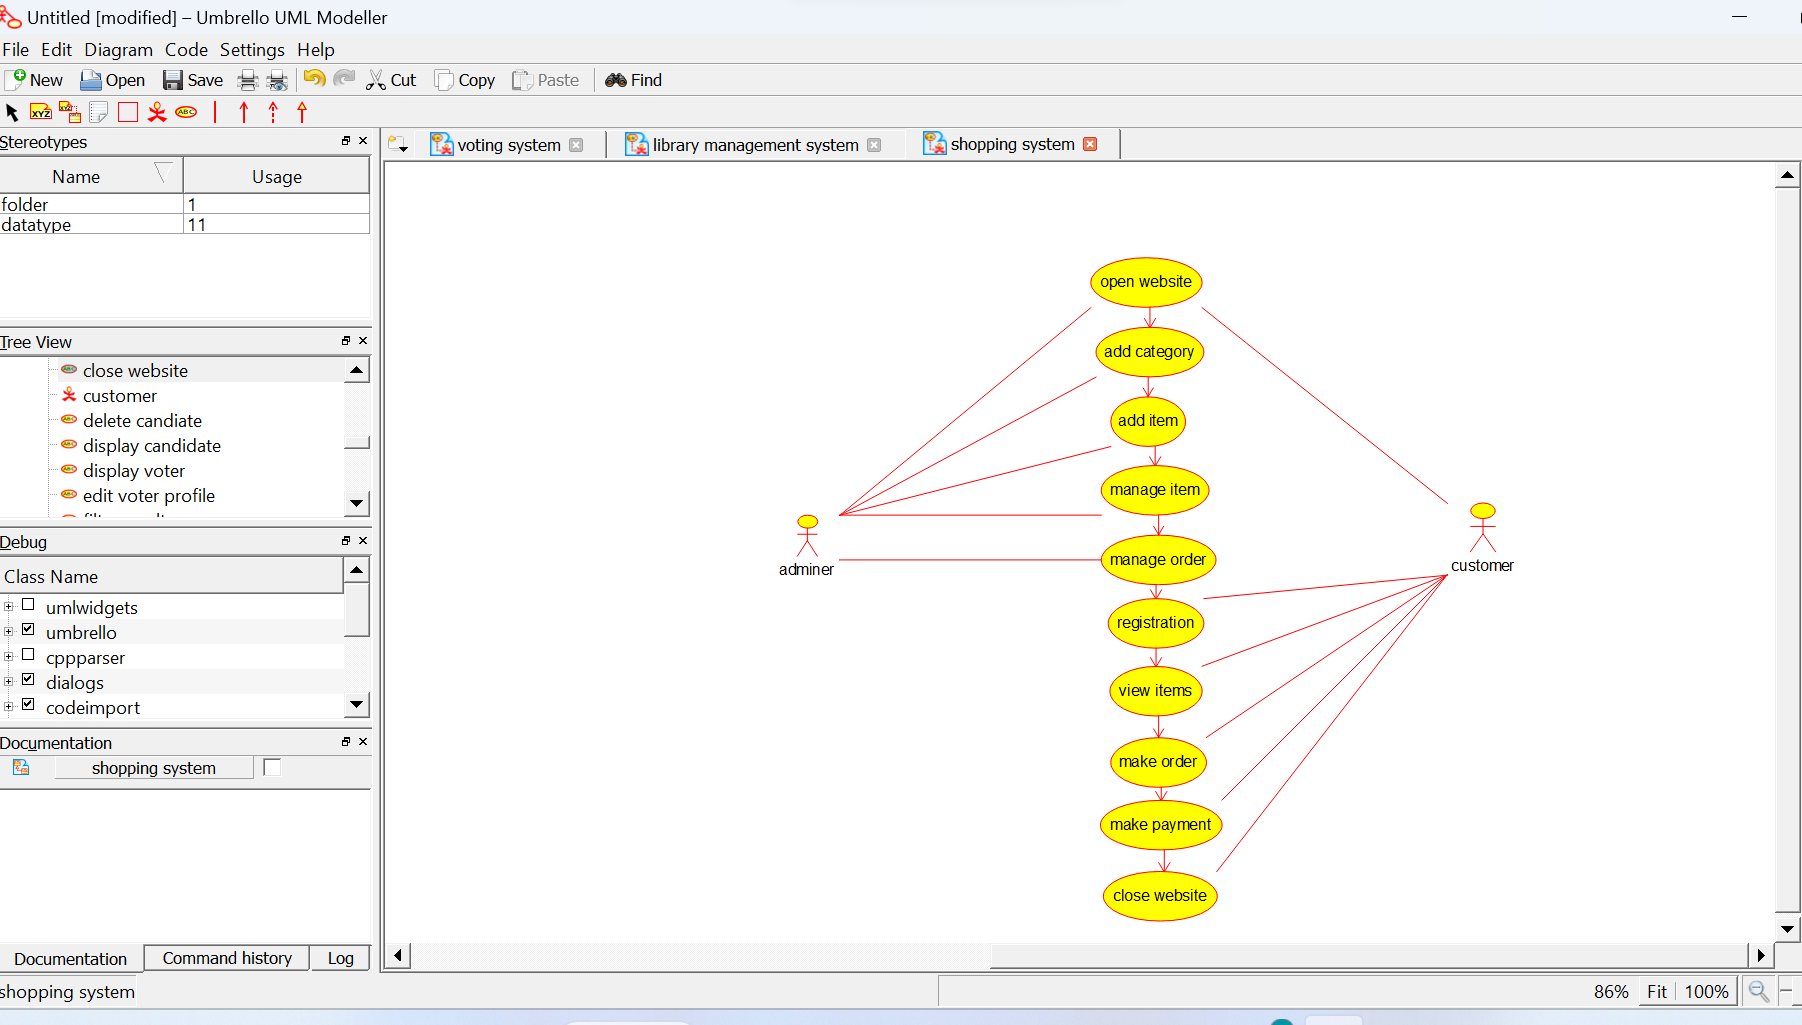 Untitled [modified] – Umbrello UML Modeller
File Edit Diagram Code Settings Help
New Open Save Cut Copy Paste Find
XYZ XYZ ABC
Stereotypes
Name Usage
folder 1
datatype 11
Tree View
close website
customer
delete candiate
display candidate
display voter
edit voter profile
Debug
Class Name
umlwidgets
umbrello
cppparser
dialogs
codeimport
Documentation
shopping system
Documentation Command history Log
voting system library management system shopping system
open website
add category
add item
manage item
manage order
registration
view items
make order
make payment
close website
adminer
customer
shopping system
86% Fit 100%